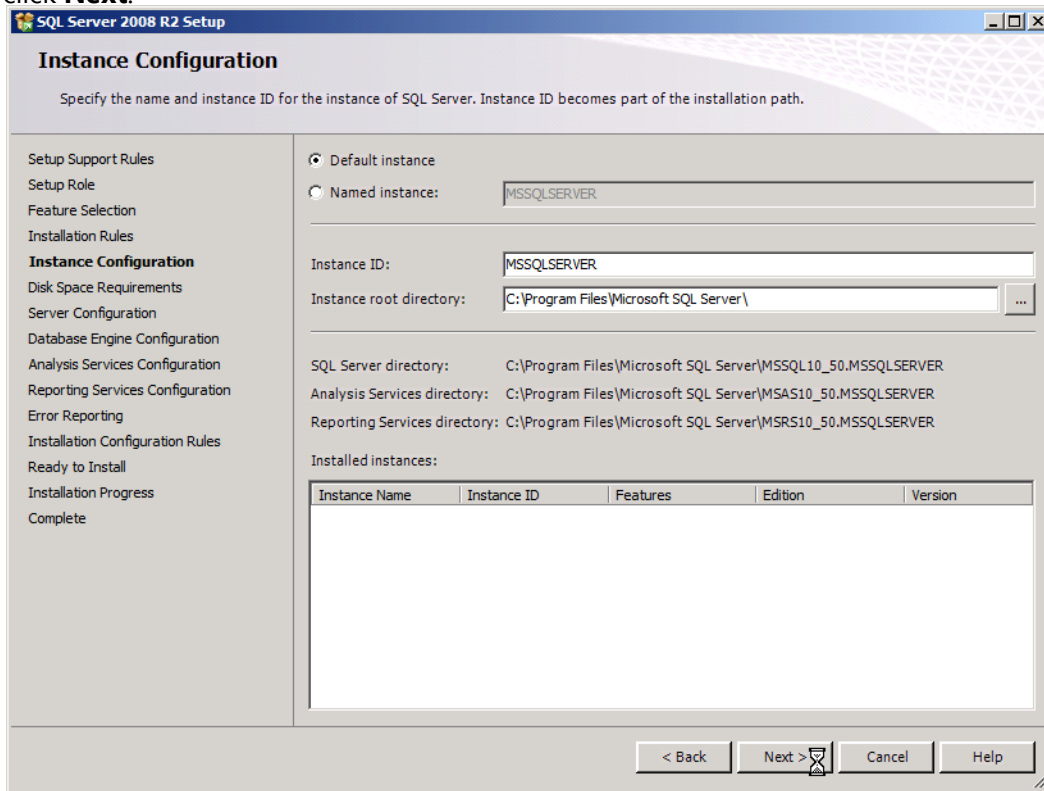 click Next.
SQL Server 2008 R2 Setup
Instance Configuration
Specify the name and instance ID for the instance of SQL Server. Instance ID becomes part of the installation path.
Setup Support Rules
Setup Role
Feature Selection
Installation Rules
Instance Configuration
Disk Space Requirements
Server Configuration
Database Engine Configuration
Analysis Services Configuration
Reporting Services Configuration
Error Reporting
Installation Configuration Rules
Ready to Install
Installation Progress
Complete
Default instance
Named instance: MSSQLSERVER
Instance ID: MSSQLSERVER
Instance root directory: C:\Program Files\Microsoft SQL Server\ ...
SQL Server directory: C:\Program Files\Microsoft SQL Server\MSSQL10_50.MSSQLSERVER
Analysis Services directory: C:\Program Files\Microsoft SQL Server\MSAS10_50.MSSQLSERVER
Reporting Services directory: C:\Program Files\Microsoft SQL Server\MSRS10_50.MSSQLSERVER
Installed instances:
Instance Name Instance ID Features Edition Version
< Back Next > Cancel Help